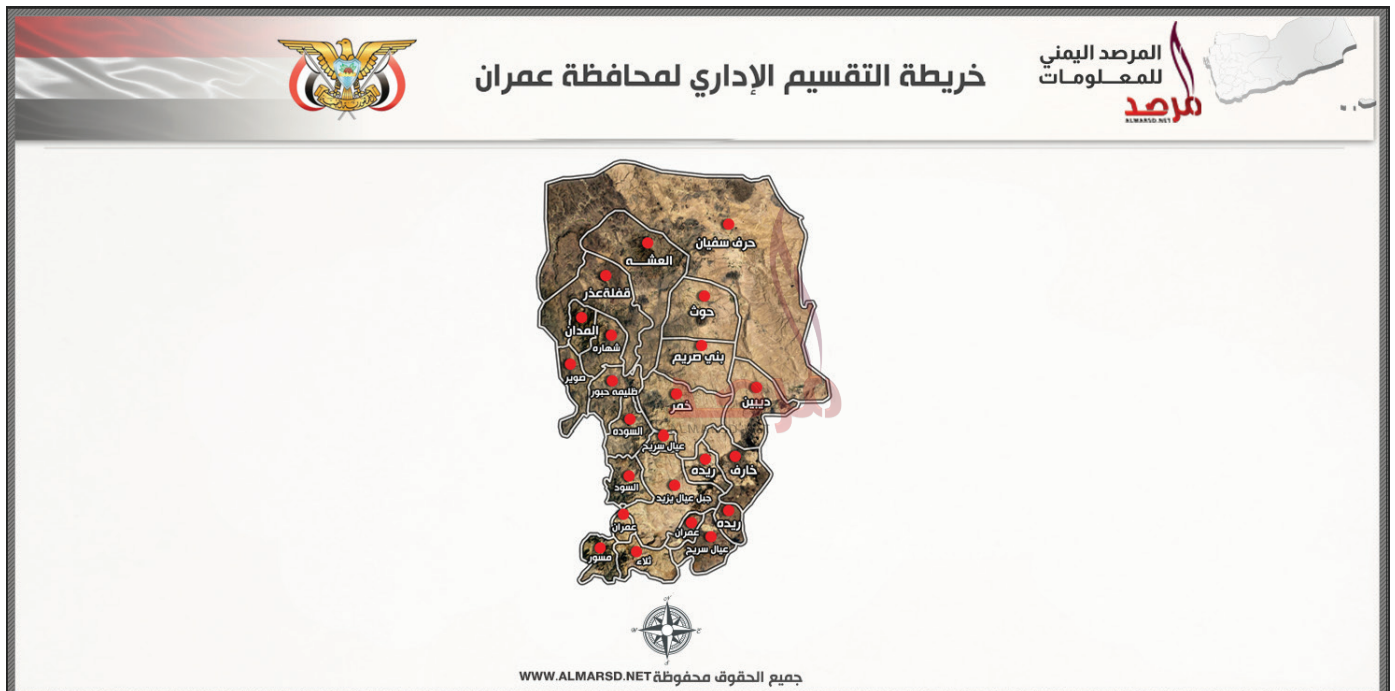 المرصد اليمني
للمعـــلـومـات
مرصد
ALMARSD.NET
خريطة التقسيم الإداري لمحافظة عمران
حرف سفيان
العشــــه
قفلةعذر
حوث
المدان
شهاره
بني صريم
صوير
ظليمه حبور
خمر
ذيبين
السوده
عيال سريح
ريده
خارف
السود
جبل عيال يزيد
عمران
عمران
ريده
عيال سريح
مسور
ثلاء
N
W
E
S
جميع الحقوق محفوظة WWW.ALMARSD.NET